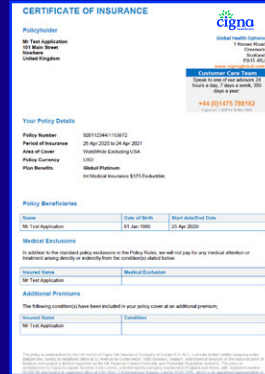 CERTIFICATE OF INSURANCE
cigna
healthcare
Policyholder
Mr Test Application
101 Main Street
Nowhere
United Kingdom
Global Health Options
1 Knowe Road
Greenock
Scotland
PA15 4RJ
www.cignaglobal.com
Customer Care Team
Speak to one of our advisors 24
hours a day, 7 days a week, 365
days a year:
+44 (0)1475 788182
Your Policy Details
Policy Number
Period of Insurance 25 Apr 2020 to 24 Apr 2021
Area of Cover WorldWide Excluding USA
Policy Currency USD
Plan Benefits Global Platinum
Int Medical Insurance $375 Deductible
Policy Beneficiaries
Name Date of Birth Start date/End Date
Mr Test Application 01 Jan 1980 25 Apr 2020/
Medical Exclusions
In addition to the standard policy exclusions in the Policy Rules, we will not pay for any medical attention or
treatment arising directly or indirectly from the condition(s) stated below.
Insured Name Medical Exclusion
Mr Test Application
Additional Premiums
The following condition(s) have been included in your policy cover at an additional premium;
Insured Name Condition
Mr Test Application